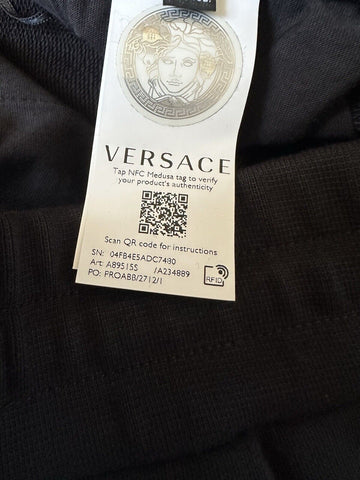 VERSACE
Tap NFC Medusa tag to verify
your product's authenticity
Scan QR code for instructions
SN: 04FB4E5ADC7480
Art: A89515S /A234889
PO: PROABB/2712/1
RFID